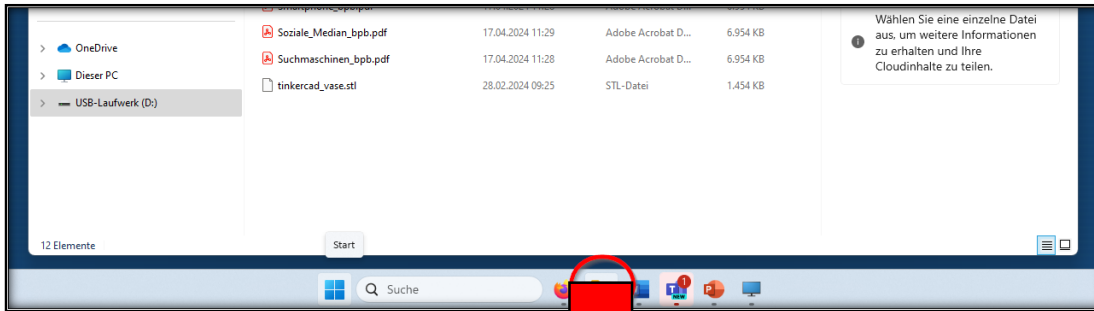 Wählen Sie eine einzelne Datei
aus, um weitere Informationen
zu erhalten und Ihre
Cloudinhalte zu teilen.
OneDrive
Dieser PC
USB-Laufwerk (D:)
Soziale_Median_bpb.pdf 17.04.2024 11:29 Adobe Acrobat D... 6.954 KB
Suchmaschinen_bpb.pdf 17.04.2024 11:28 Adobe Acrobat D... 6.954 KB
tinkercad_vase.stl 28.02.2024 09:25 STL-Datei 1.454 KB
12 Elemente
Start
Suche
1
NEW